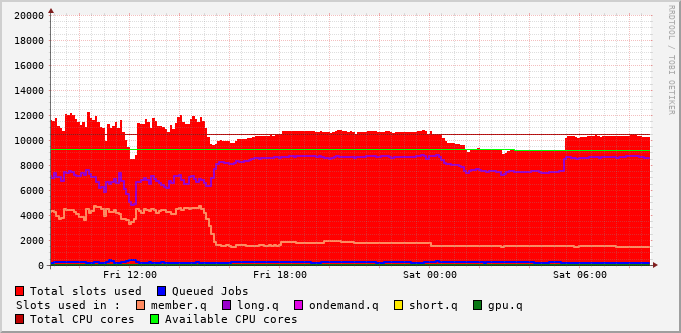 20000
18000
16000
14000
12000
10000
8000
6000
4000
2000
0
Fri 12:00 Fri 18:00 Sat 00:00 Sat 06:00
RRDTOOL / TOBI OETIKER
Total slots used Queued Jobs
Slots used in : member.q long.q ondemand.q short.q gpu.q
Total CPU cores Available CPU cores